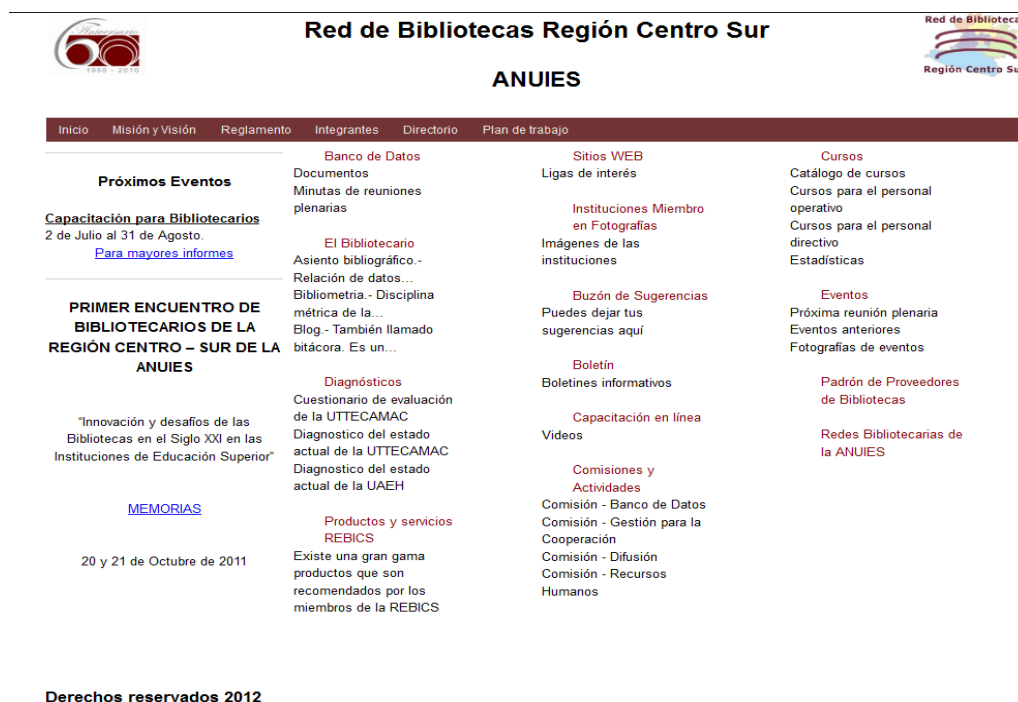 Aniversario
60
1950 - 2010
Red de Bibliotecas Región Centro Sur
ANUIES
Red de Biblioteca
Región Centro Su
Inicio Misión y Visión Reglamento Integrantes Directorio Plan de trabajo
Próximos Eventos
Capacitación para Bibliotecarios
2 de Julio al 31 de Agosto.
Para mayores informes
PRIMER ENCUENTRO DE
BIBLIOTECARIOS DE LA
REGIÓN CENTRO – SUR DE LA
ANUIES
“Innovación y desafíos de las
Bibliotecas en el Siglo XXI en las
Instituciones de Educación Superior”
MEMORIAS
20 y 21 de Octubre de 2011
Banco de Datos
Documentos
Minutas de reuniones
plenarias
El Bibliotecario
Asiento bibliográfico.-
Relación de datos...
Bibliometria.- Disciplina
métrica de la...
Blog.- También llamado
bitácora. Es un...
Diagnósticos
Cuestionario de evaluación
de la UTTECAMAC
Diagnostico del estado
actual de la UTTECAMAC
Diagnostico del estado
actual de la UAEH
Productos y servicios
REBICS
Existe una gran gama
productos que son
recomendados por los
miembros de la REBICS
Sitios WEB
Ligas de interés
Instituciones Miembro
en Fotografías
Imágenes de las
instituciones
Buzón de Sugerencias
Puedes dejar tus
sugerencias aquí
Boletín
Boletines informativos
Capacitación en línea
Videos
Comisiones y
Actividades
Comisión - Banco de Datos
Comisión - Gestión para la
Cooperación
Comisión - Difusión
Comisión - Recursos
Humanos
Cursos
Catálogo de cursos
Cursos para el personal
operativo
Cursos para el personal
directivo
Estadísticas
Eventos
Próxima reunión plenaria
Eventos anteriores
Fotografías de eventos
Padrón de Proveedores
de Bibliotecas
Redes Bibliotecarias de
la ANUIES
Derechos reservados 2012